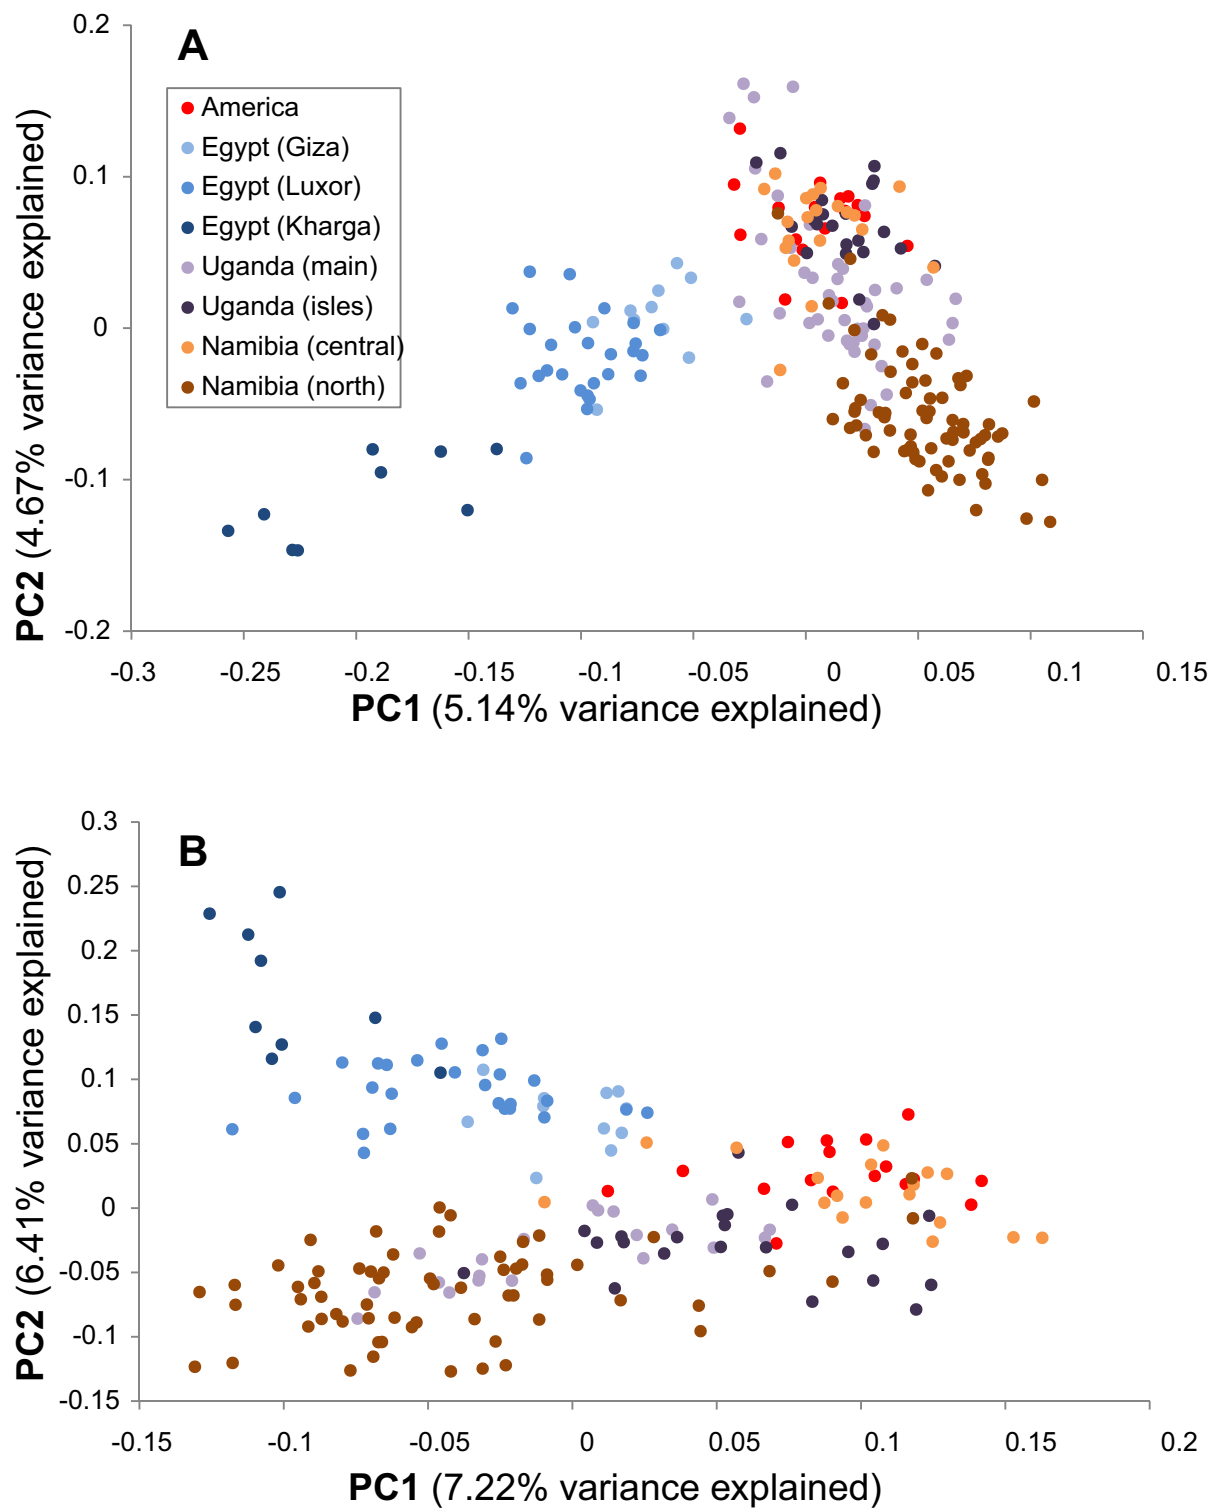 A
America
Egypt (Giza)
Egypt (Luxor)
Egypt (Kharga)
Uganda (main)
Uganda (isles)
Namibia (central)
Namibia (north)
0.2
0.1
0
-0.1
-0.2
PC2 (4.67% variance explained)
-0.3 -0.25 -0.2 -0.15 -0.1 -0.05 0 0.05 0.1 0.15
PC1 (5.14% variance explained)
B
0.3
0.25
0.2
0.15
0.1
0.05
0
-0.05
-0.1
-0.15
PC2 (6.41% variance explained)
-0.15 -0.1 -0.05 0 0.05 0.1 0.15 0.2
PC1 (7.22% variance explained)